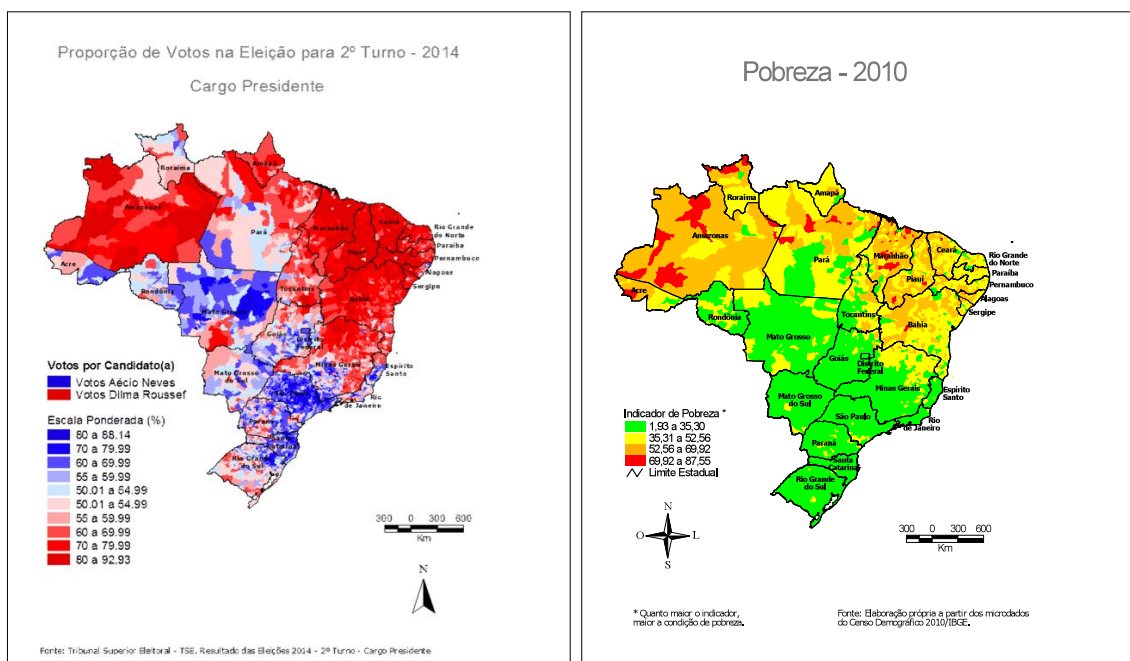 Proporção de Votos na Eleição para 2º Turno - 2014
Cargo Presidente
Roraima
Amapá
Amazonas
Pará
Maranhão
Ceará
Rio Grande
do Norte
Paraíba
Piauí
Pernambuco
Acre
Alagoas
Sergipe
Rondônia
Tocantins
Bahia
Mato Grosso
Goiás
Distrito
Federal
Minas Gerais
Espírito
Santo
Mato Grosso
do Sul
Rio
de Janeiro
Paraná
Santa
Catarina
Rio Grande
do Sul
Votos por Candidato(a)
Votos Aécio Neves
Votos Dilma Roussef
Escala Ponderada (%)
80 a 88.14
70 a 79.99
60 a 69.99
55 a 59.99
50.01 a 54.99
50.01 a 54.99
55 a 59.99
60 a 69.99
70 a 79.99
80 a 92.93
300 0 300 600
Km
N
Fonte: Tribunal Superior Eleitoral - TSE. Resultado das Eleições 2014 - 2º Turno - Cargo Presidente
Pobreza - 2010
Roraima
Amapá
Amazonas
Pará
Maranhão
Ceará
Rio Grande
do Norte
Paraíba
Piauí
Pernambuco
Acre
Alagoas
Sergipe
Rondônia
Tocantins
Bahia
Mato Grosso
Goiás
Distrito
Federal
Minas Gerais
Espírito
Santo
Mato Grosso
do Sul
São Paulo
Rio
de Janeiro
Paraná
Santa
Catarina
Rio Grande
do Sul
Indicador de Pobreza *
1,93 a 35,30
35,31 a 52,56
52,56 a 69,92
69,92 a 87,55
Limite Estadual
N
O L
S
300 0 300 600
Km
* Quanto maior o indicador,
maior a condição de pobreza.
Fonte: Elaboração própria a partir dos microdados
do Censo Demográfico 2010/IBGE.